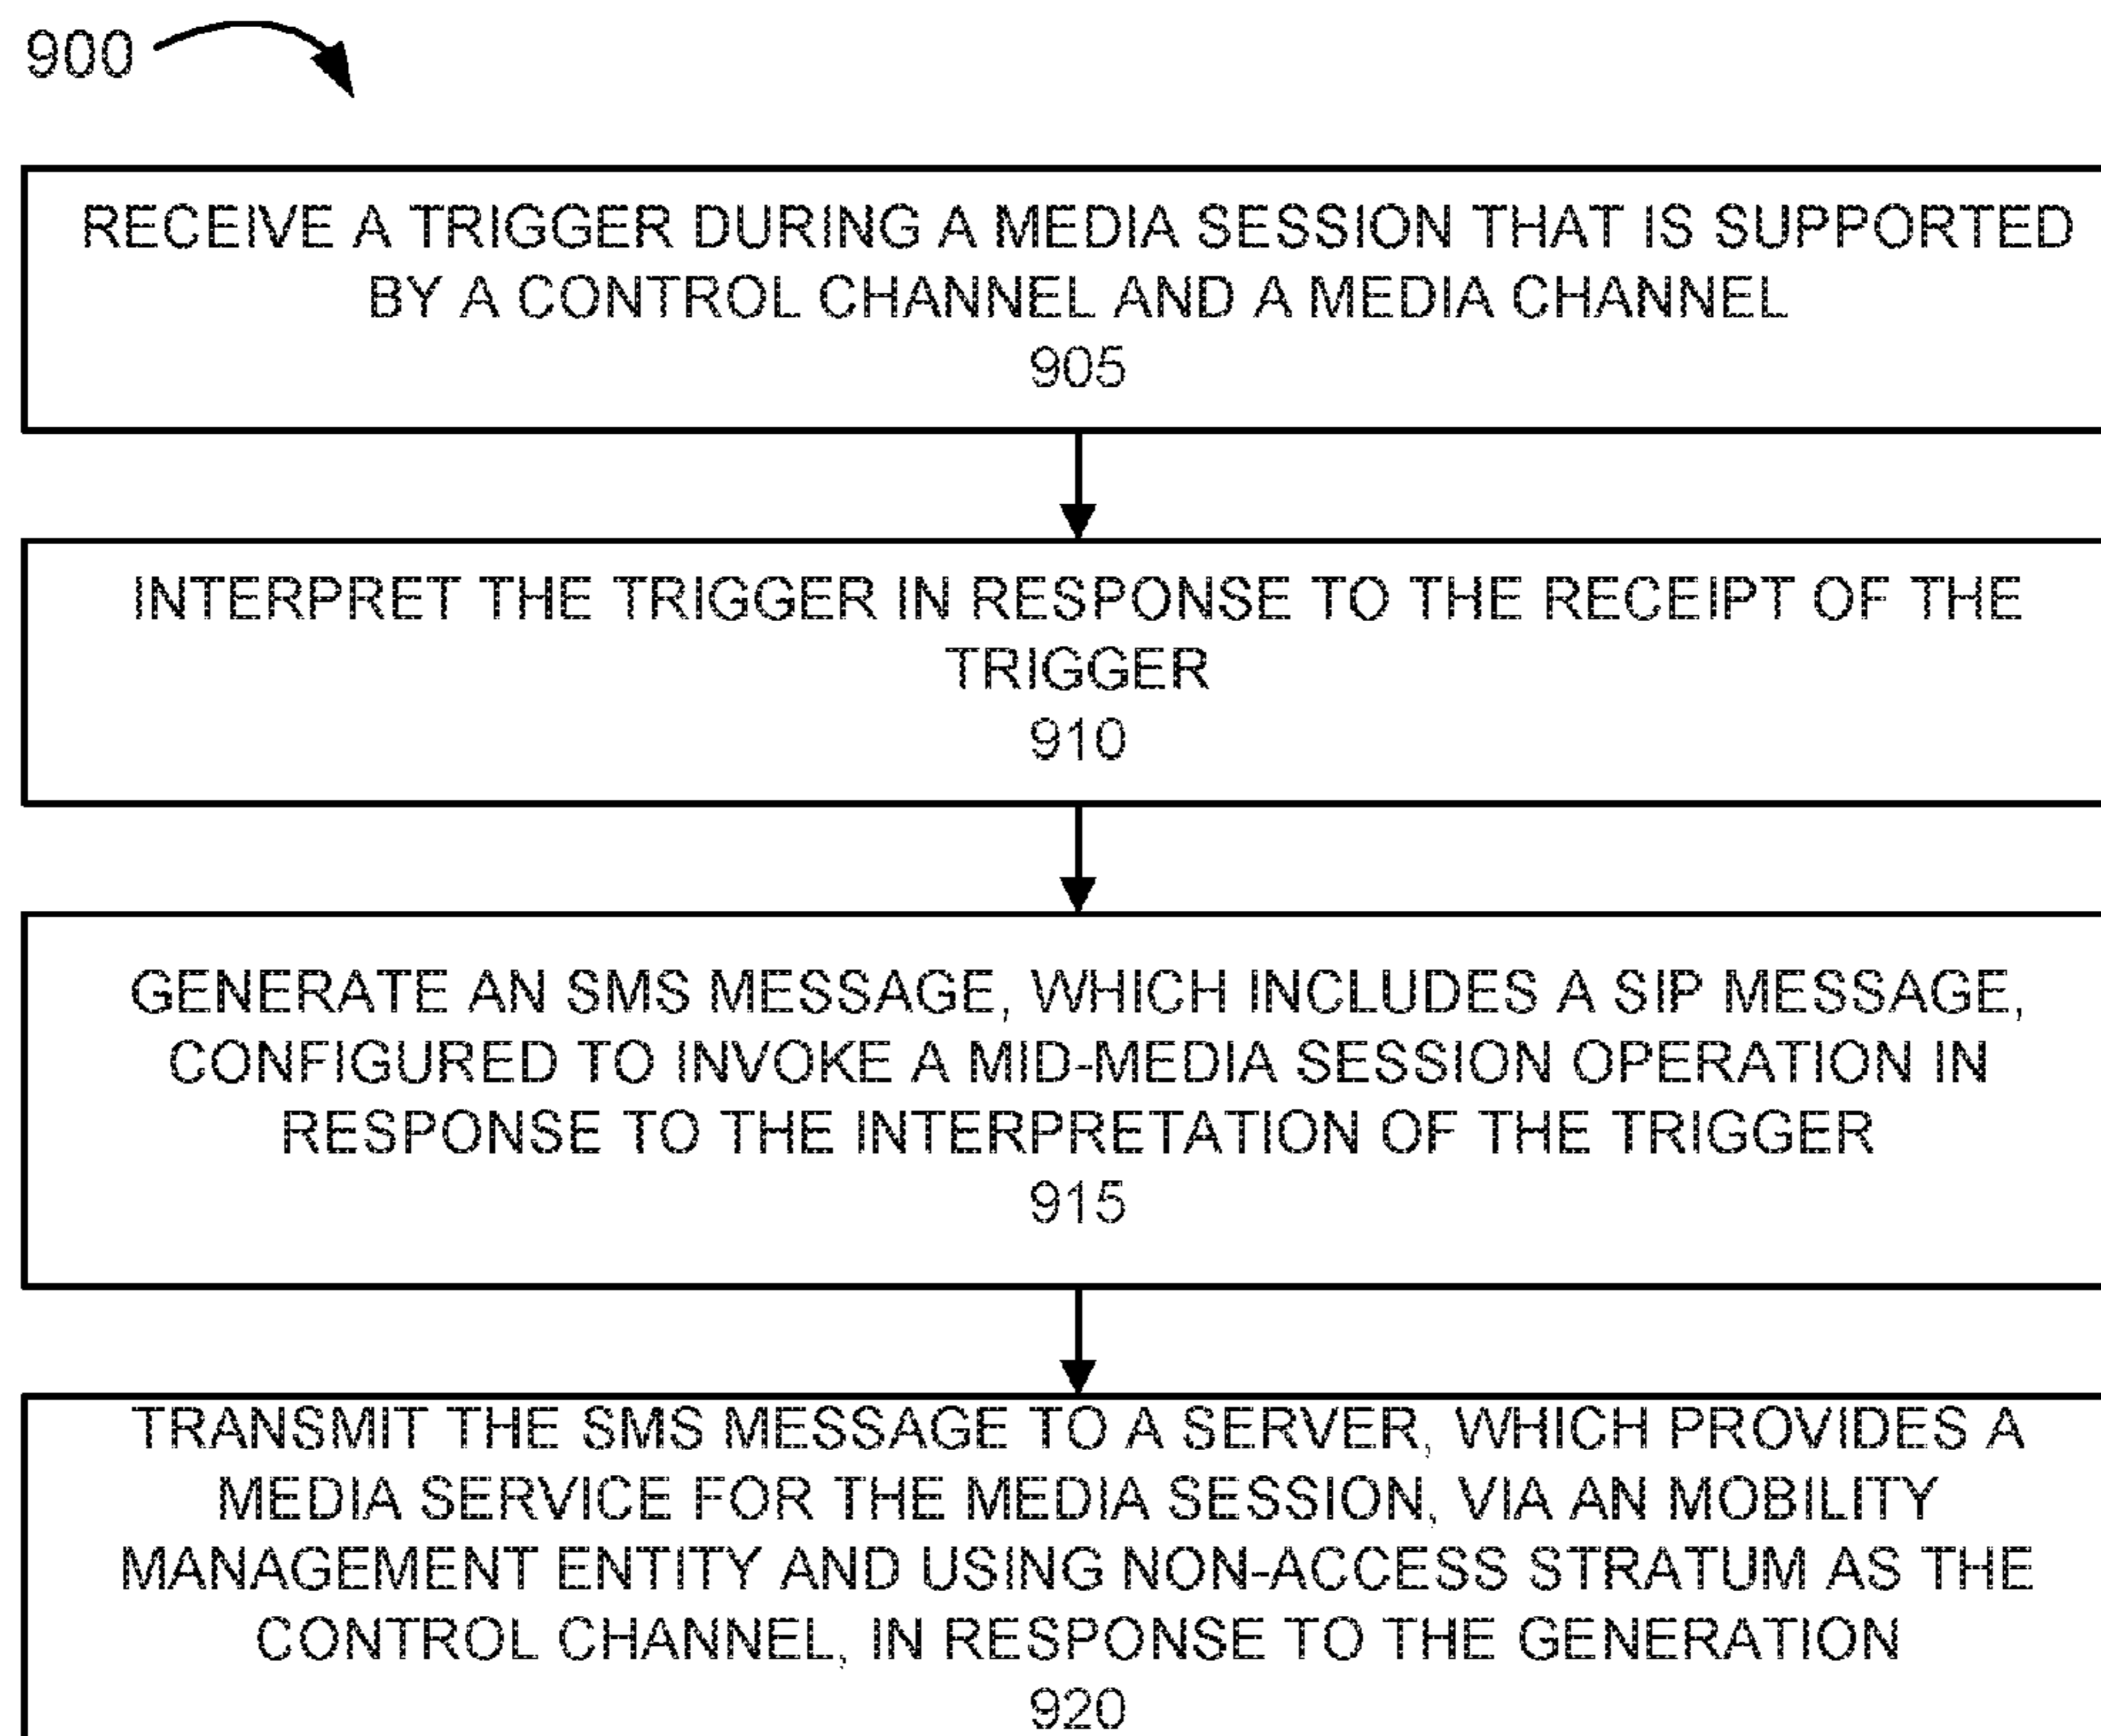 900
RECEIVE A TRIGGER DURING A MEDIA SESSION THAT IS SUPPORTED
BY A CONTROL CHANNEL AND A MEDIA CHANNEL
905
INTERPRET THE TRIGGER IN RESPONSE TO THE RECEIPT OF THE
TRIGGER
910
GENERATE AN SMS MESSAGE, WHICH INCLUDES A SIP MESSAGE,
CONFIGURED TO INVOKE A MID-MEDIA SESSION OPERATION IN
RESPONSE TO THE INTERPRETATION OF THE TRIGGER
915
TRANSMIT THE SMS MESSAGE TO A SERVER, WHICH PROVIDES A
MEDIA SERVICE FOR THE MEDIA SESSION, VIA AN MOBILITY
MANAGEMENT ENTITY AND USING NON-ACCESS STRATUM AS THE
CONTROL CHANNEL, IN RESPONSE TO THE GENERATION
920